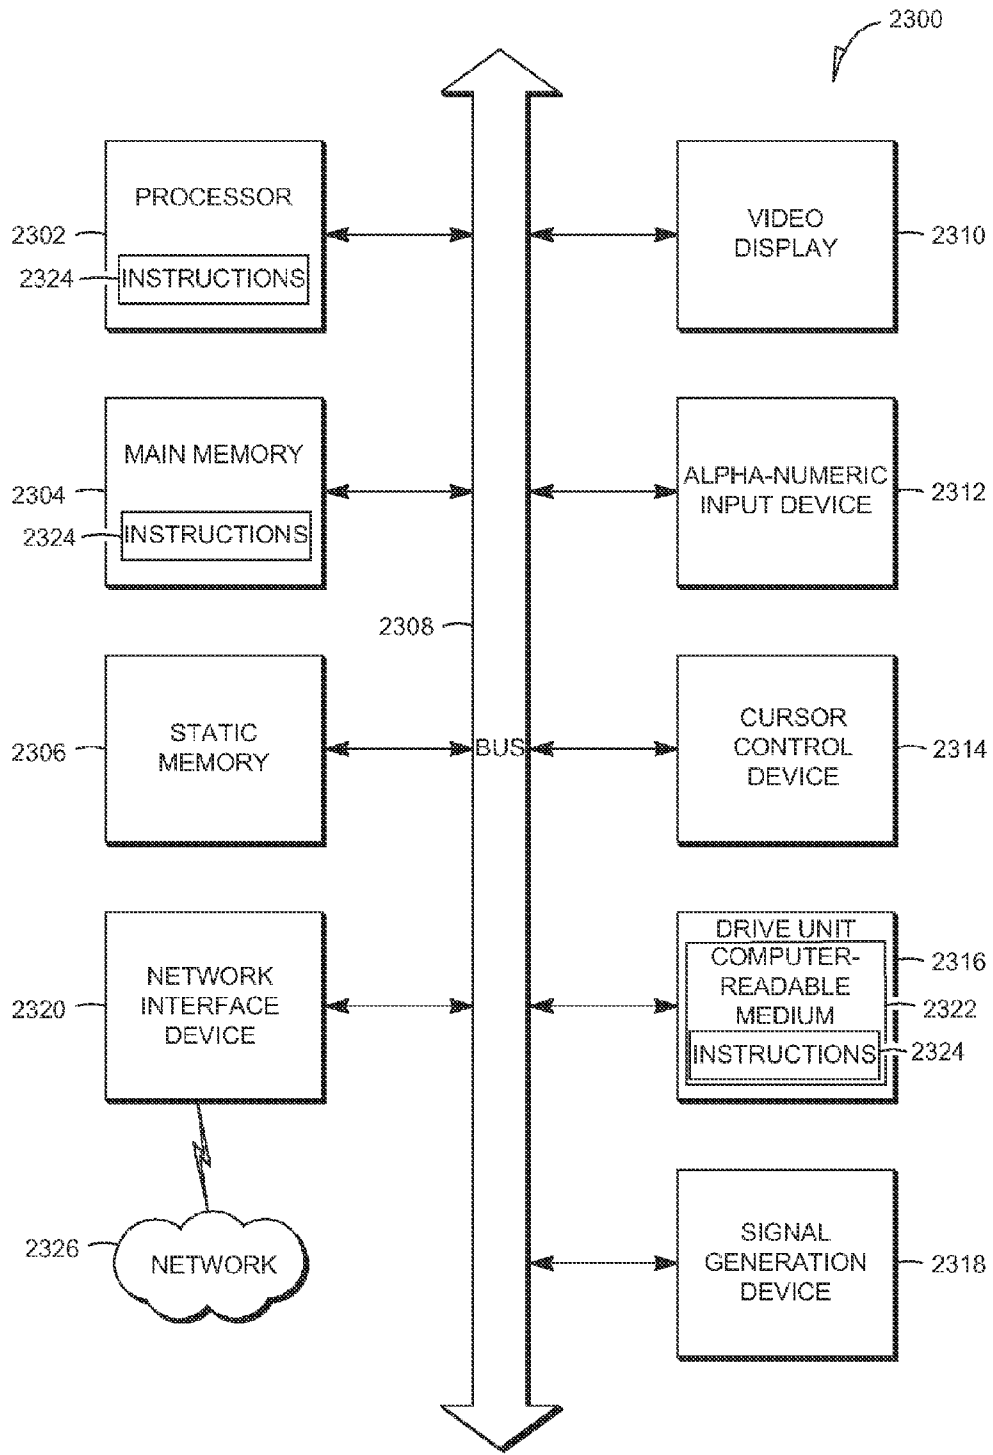 2300
PROCESSOR
2302
2324
INSTRUCTIONS
VIDEO
DISPLAY
2310
MAIN MEMORY
2304
2324
INSTRUCTIONS
ALPHA-NUMERIC
INPUT DEVICE
2312
2308
STATIC
MEMORY
2306
BUS
CURSOR
CONTROL
DEVICE
2314
NETWORK
INTERFACE
DEVICE
2320
DRIVE UNIT
COMPUTER-
READABLE
MEDIUM
INSTRUCTIONS
2316
2322
2324
2326
NETWORK
SIGNAL
GENERATION
DEVICE
2318